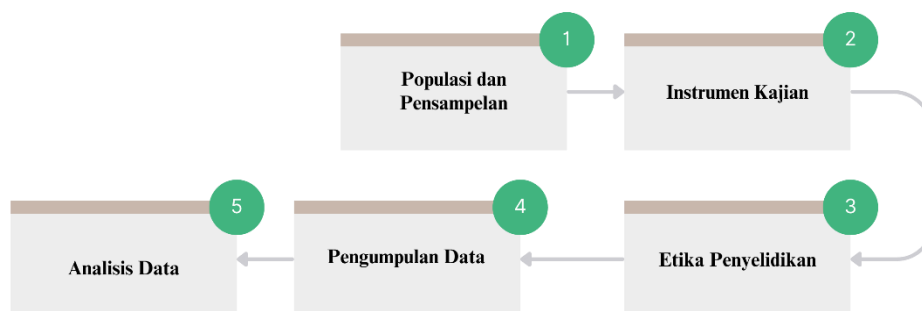 1
Populasi dan
Pensampelan
2
Instrumen Kajian
3
Etika Penyelidikan
4
Pengumpulan Data
5
Analisis Data